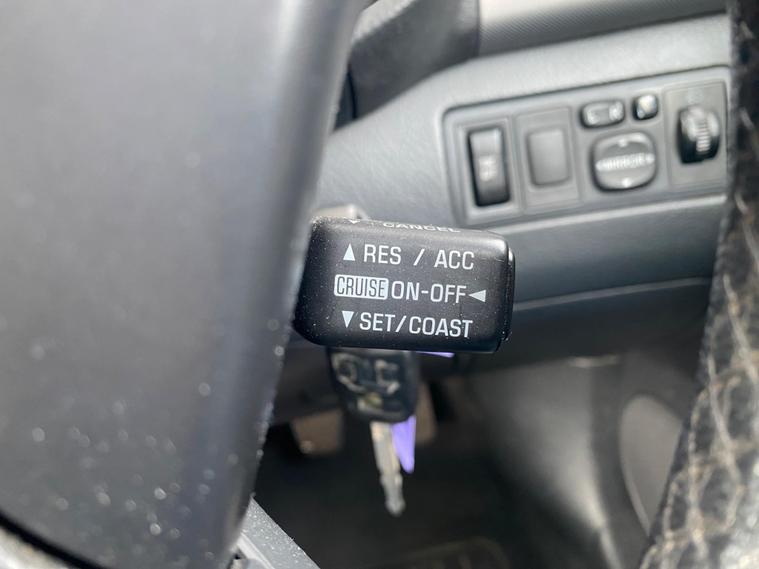 CANCEL
▲ RES / ACC
CRUISE ON-OFF ◄
▼ SET/COAST